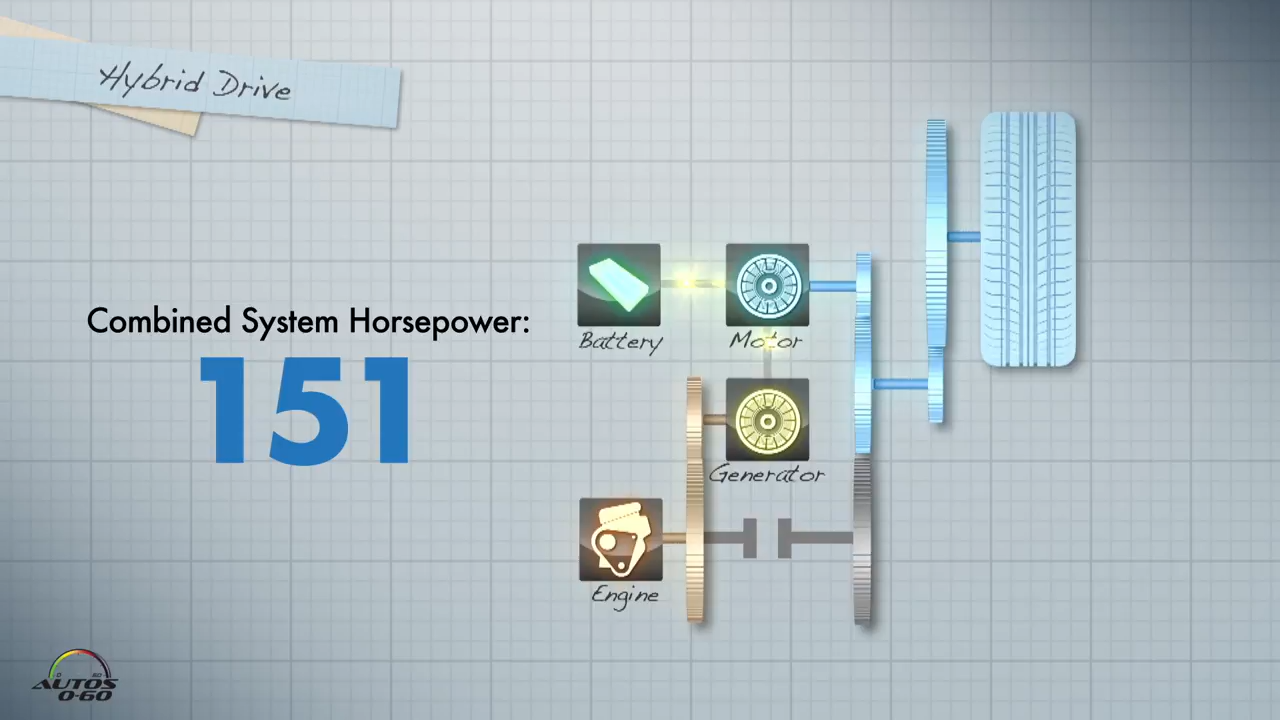 Hybrid Drive
Combined System Horsepower:
151
Battery
Motor
Generator
Engine
AUTOS
0-60